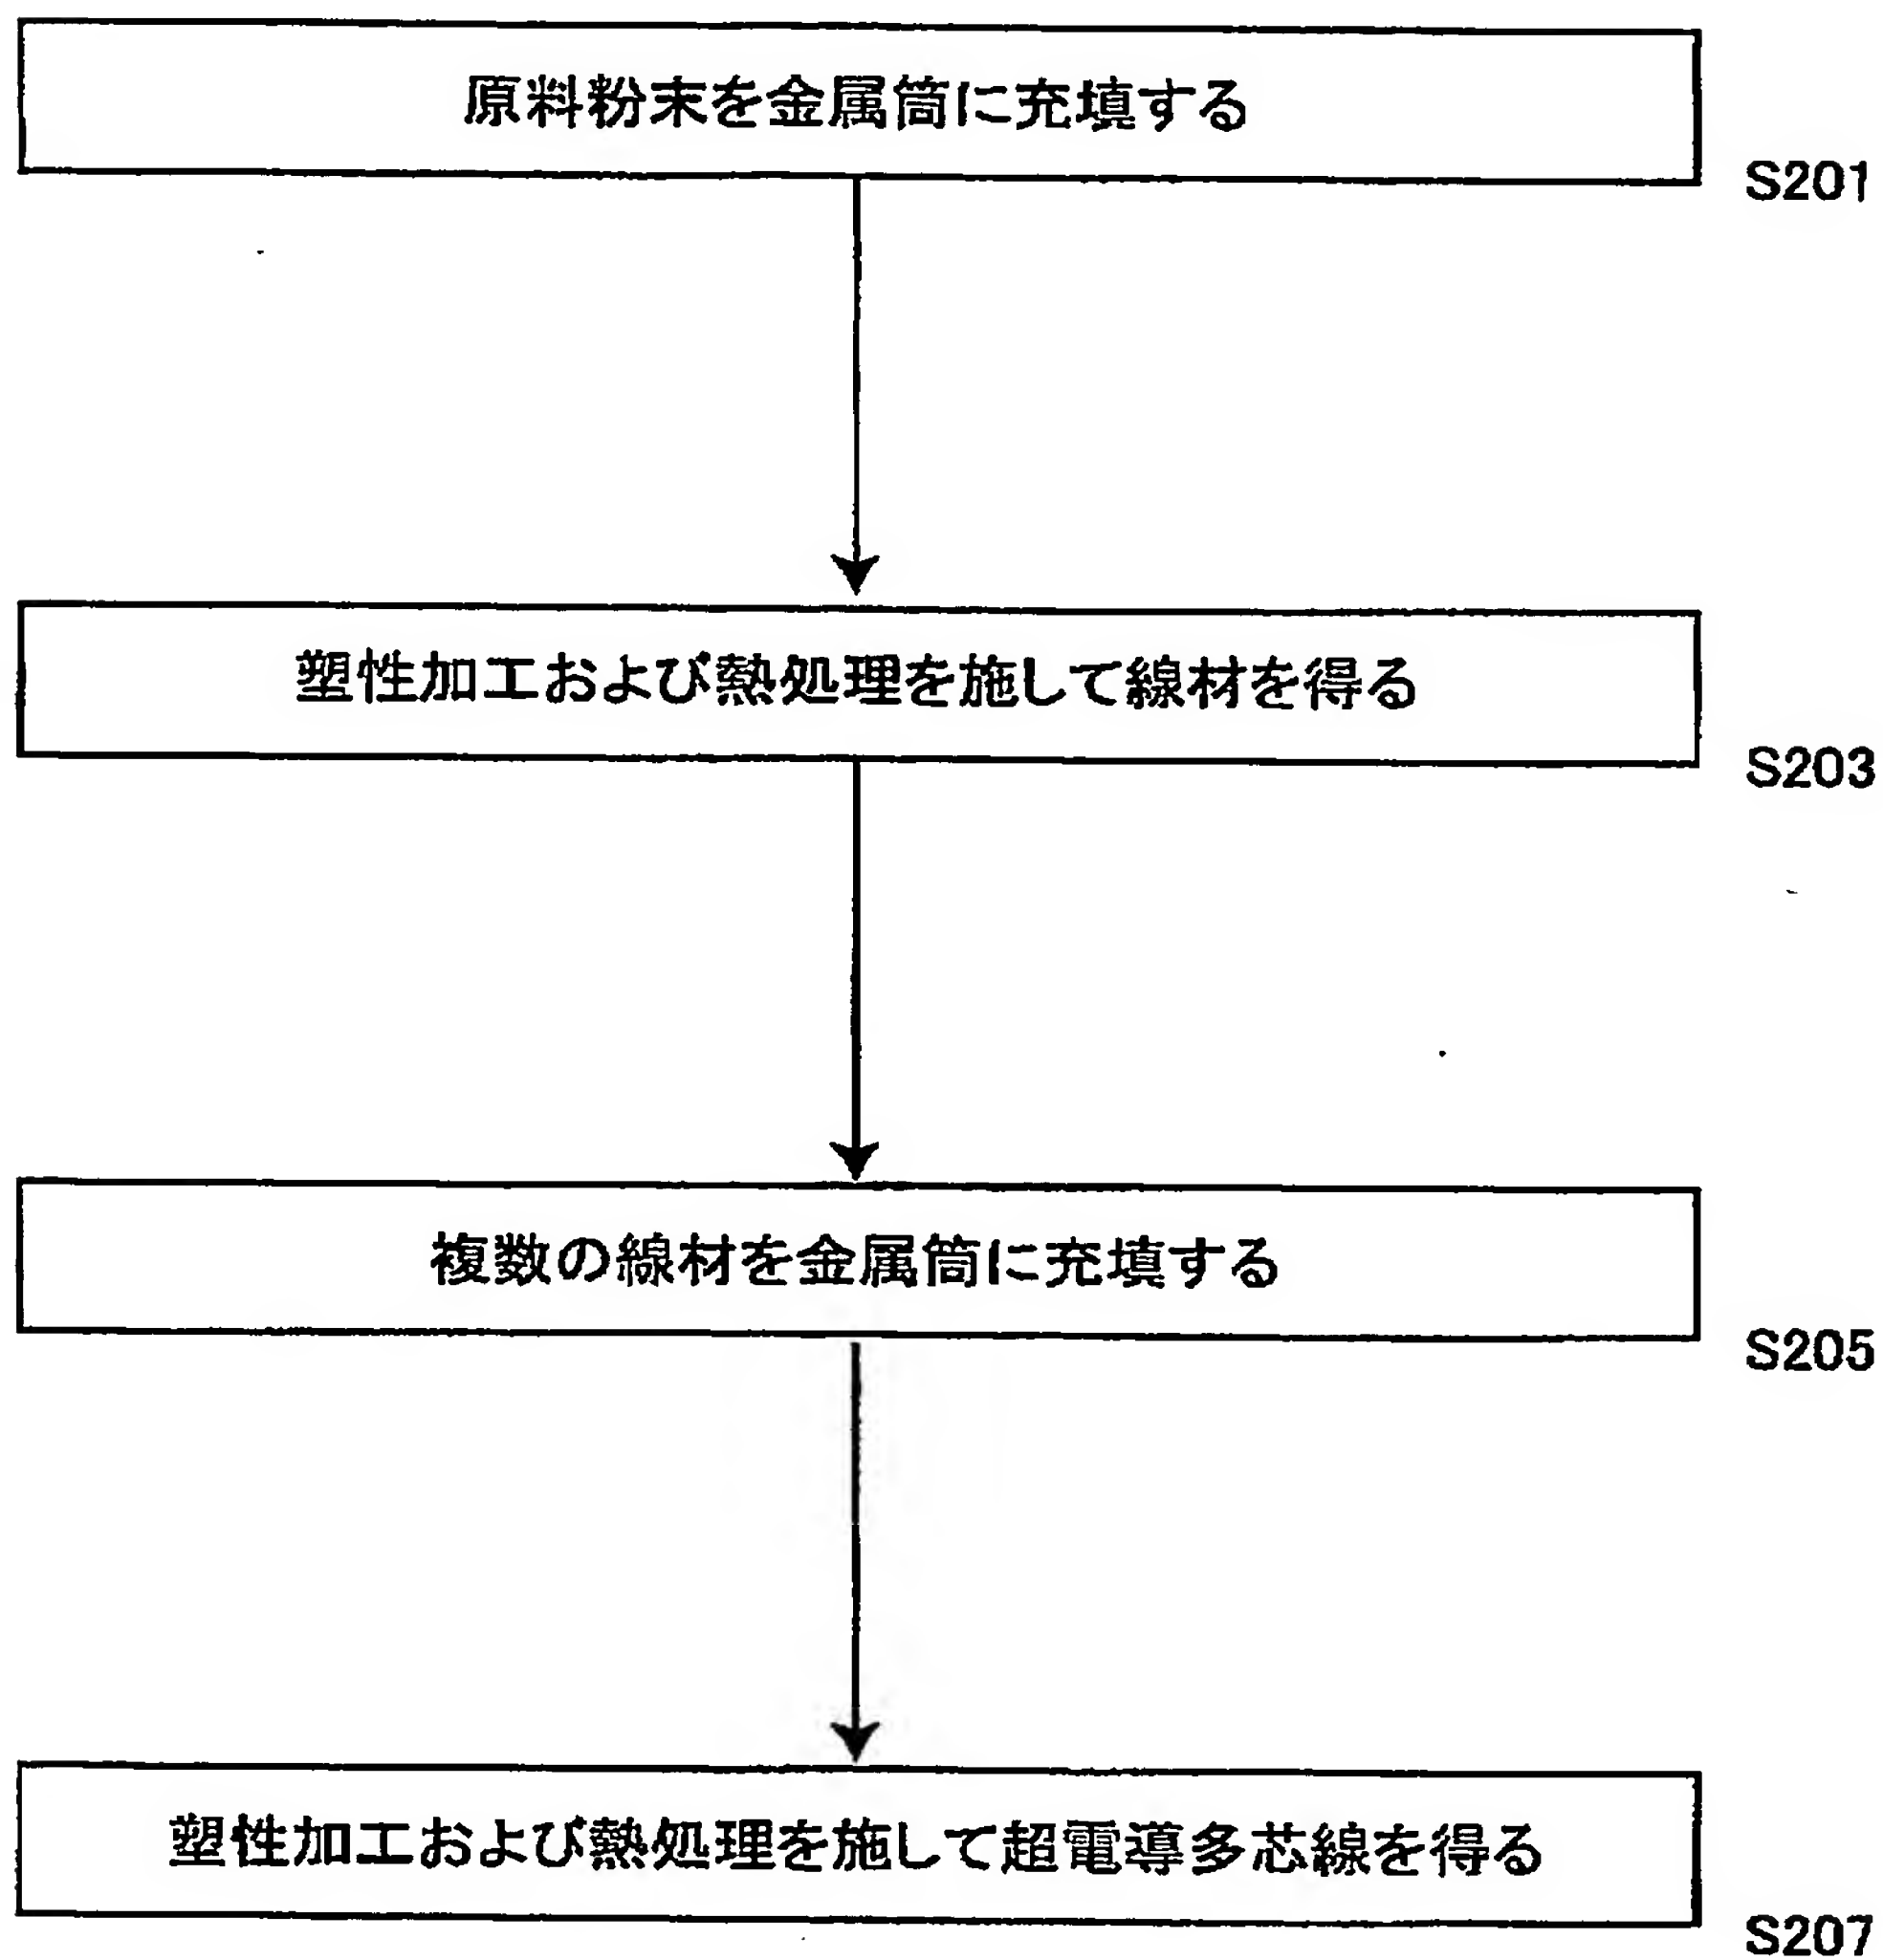 原料粉末を金属筒に充填する
S201
塑性加工および熱処理を施して線材を得る
S203
複数の線材を金属筒に充填する
S205
塑性加工および熱処理を施して超電導多芯線を得る
S207